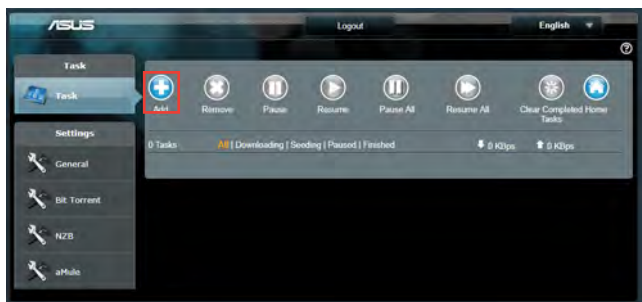 ASUS
Logout
English
Task
Task
Add
Remove
Pause
Resume
Pause All
Resume All
Clear Completed
Tasks
Home
Settings
0 Tasks
All | Downloading | Seeding | Paused | Finished
0 KBps
0 KBps
General
Bit Torrent
NZB
aMule